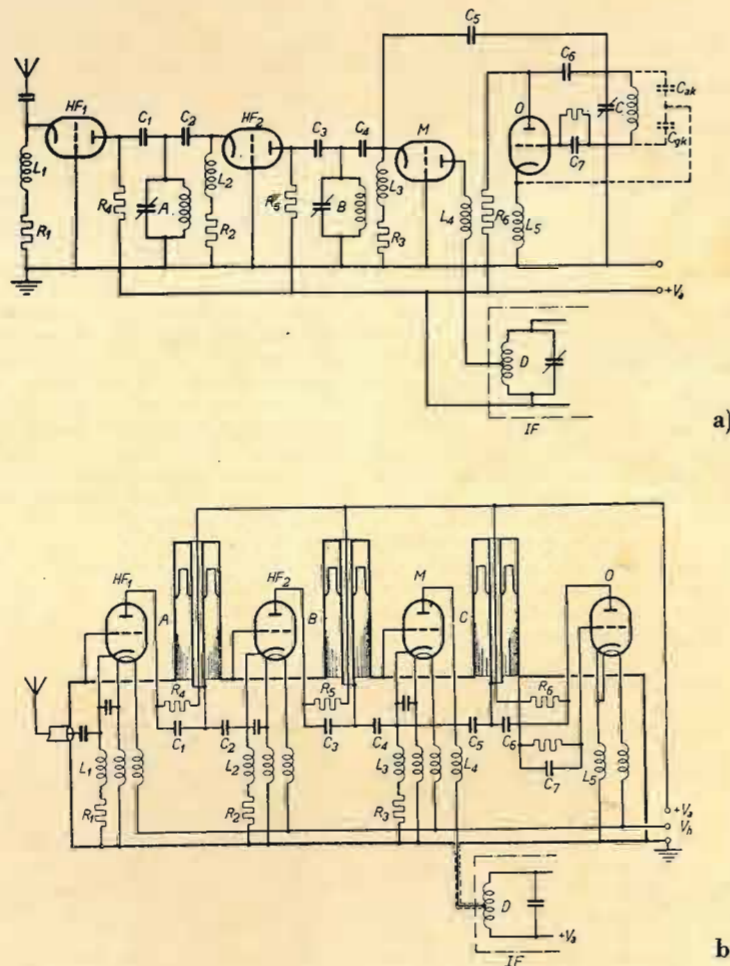 C5
C6
HF1
C1
C2
HF2
C3
C4
M
O
C
Cak
Cgk
C7
L1
R4
A
L2
R5
B
L3
L4
R6
L5
R1
R2
R3
+Va
D
IF
a)
HF1
HF2
M
O
A
B
C
R4
R5
R6
C1
C2
C3
C4
C5
C6
L1
L2
L3
L4
C7
L5
R1
R2
R3
+Va
Vh
D
+Va
IF
b